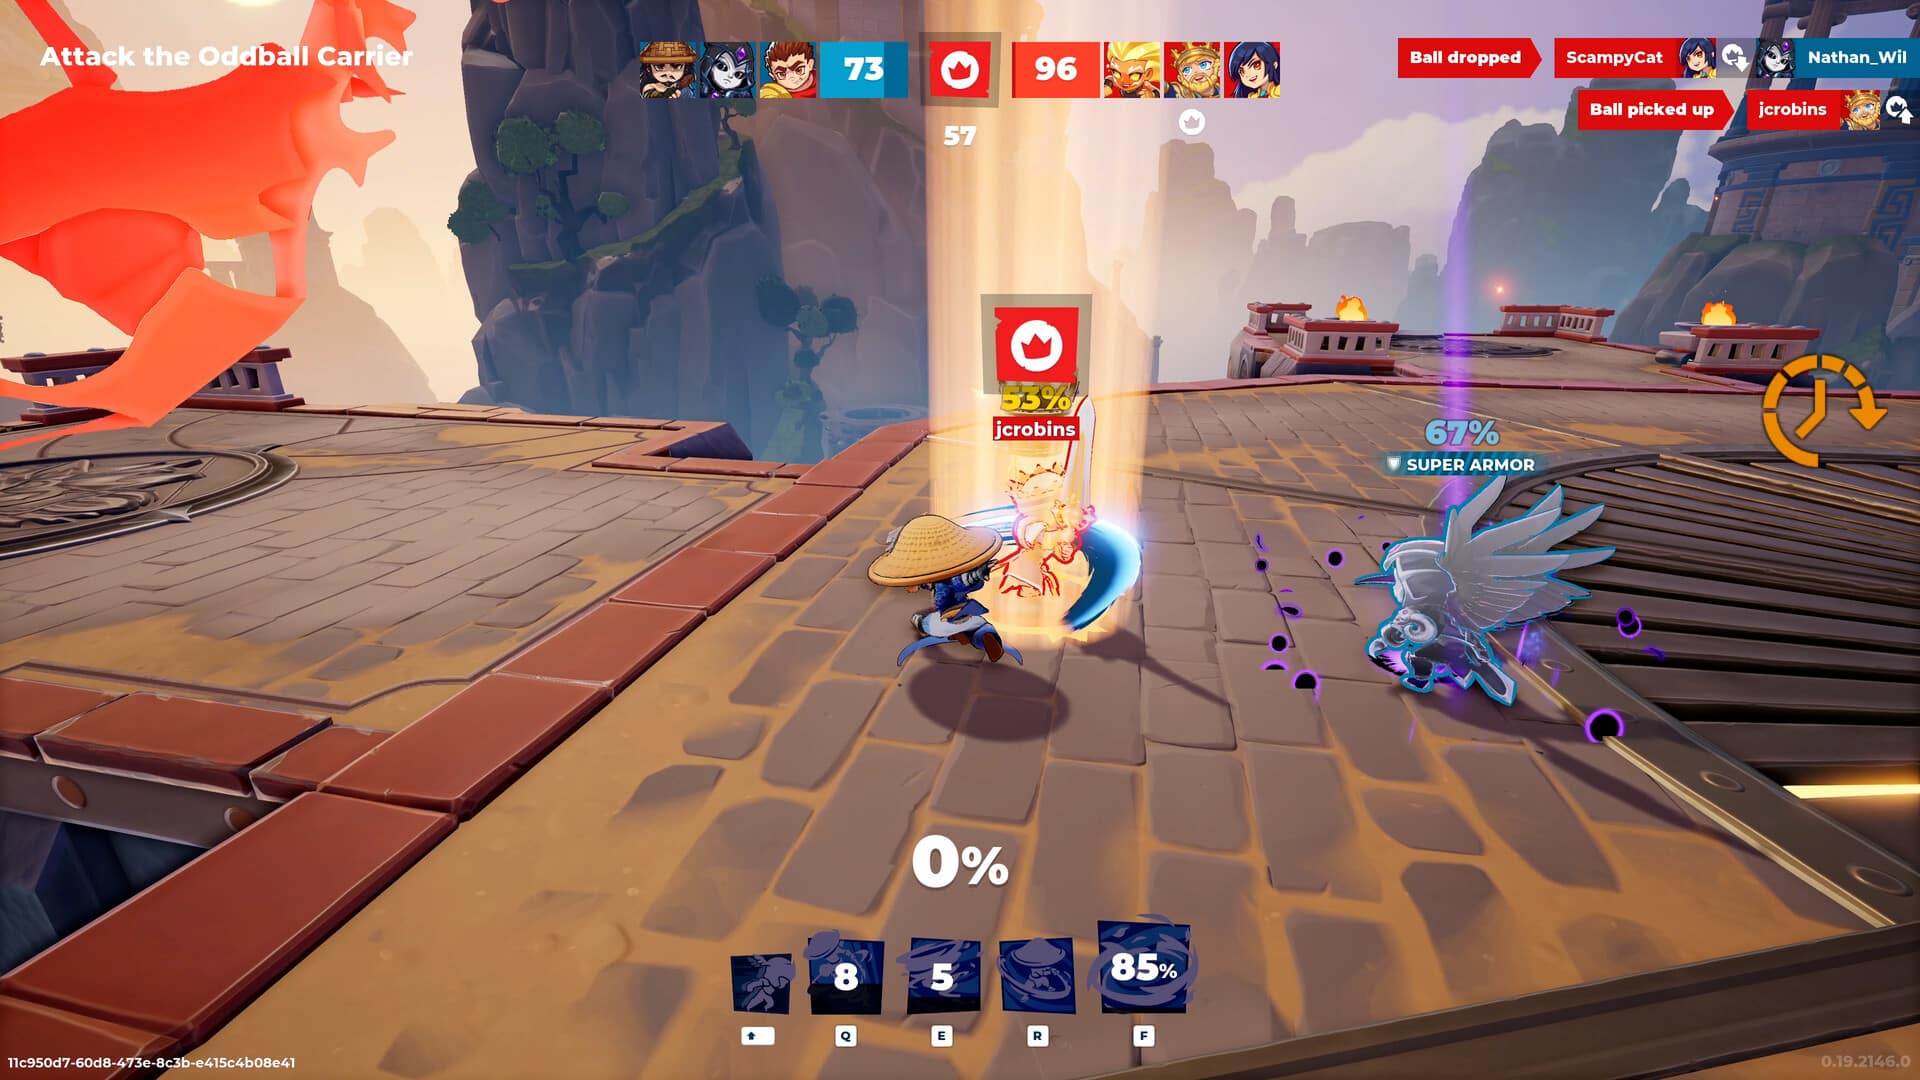 Attack the Oddball Carrier
73
96
57
Ball dropped
ScampyCat
Nathan_Wil
Ball picked up
jcrobins
53%
jcrobins
67%
SUPER ARMOR
0%
8
5
85%
Q
E
R
F
11c950d7-60d8-473e-8c3b-e415c4b08e41
0.19.2146.0